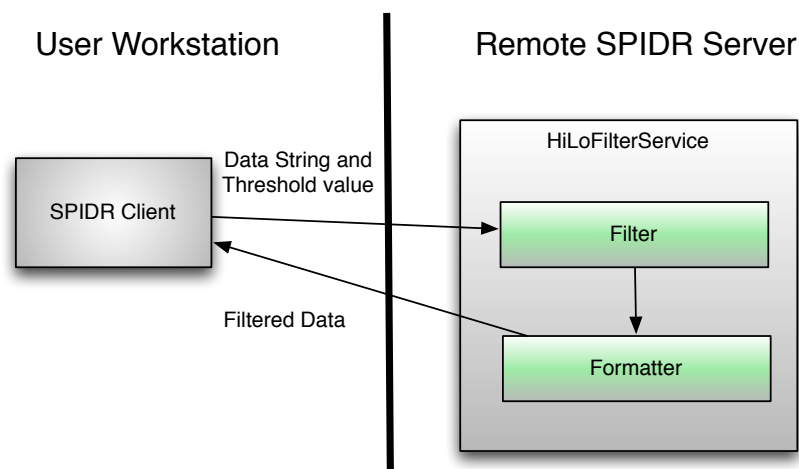 User Workstation
Remote SPIDR Server
HiLoFilterService
Data String and
Threshold value
SPIDR Client
Filter
Filtered Data
Formatter